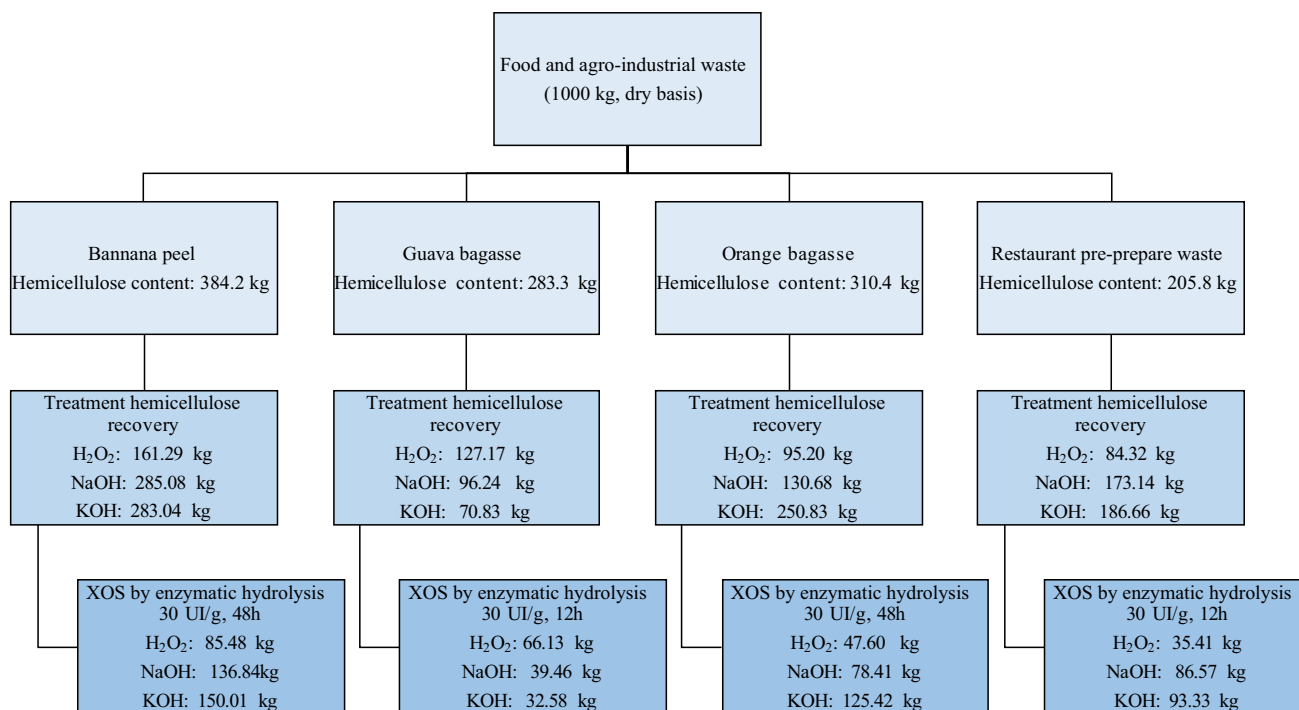 Food and agro-industrial waste
(1000 kg, dry basis)
Bannana peel
Hemicellulose content: 384.2 kg
Guava bagasse
Hemicellulose content: 283.3 kg
Orange bagasse
Hemicellulose content: 310.4 kg
Restaurant pre-prepare waste
Hemicellulose content: 205.8 kg
Treatment hemicellulose
recovery
H₂O₂: 161.29 kg
NaOH: 285.08 kg
KOH: 283.04 kg
Treatment hemicellulose
recovery
H₂O₂: 127.17 kg
NaOH: 96.24 kg
KOH: 70.83 kg
Treatment hemicellulose
recovery
H₂O₂: 95.20 kg
NaOH: 130.68 kg
KOH: 250.83 kg
Treatment hemicellulose
recovery
H₂O₂: 84.32 kg
NaOH: 173.14 kg
KOH: 186.66 kg
XOS by enzymatic hydrolysis
30 UI/g, 48h
H₂O₂: 85.48 kg
NaOH: 136.84kg
KOH: 150.01 kg
XOS by enzymatic hydrolysis
30 UI/g, 12h
H₂O₂: 66.13 kg
NaOH: 39.46 kg
KOH: 32.58 kg
XOS by enzymatic hydrolysis
30 UI/g, 48h
H₂O₂: 47.60 kg
NaOH: 78.41 kg
KOH: 125.42 kg
XOS by enzymatic hydrolysis
30 UI/g, 12h
H₂O₂: 35.41 kg
NaOH: 86.57 kg
KOH: 93.33 kg